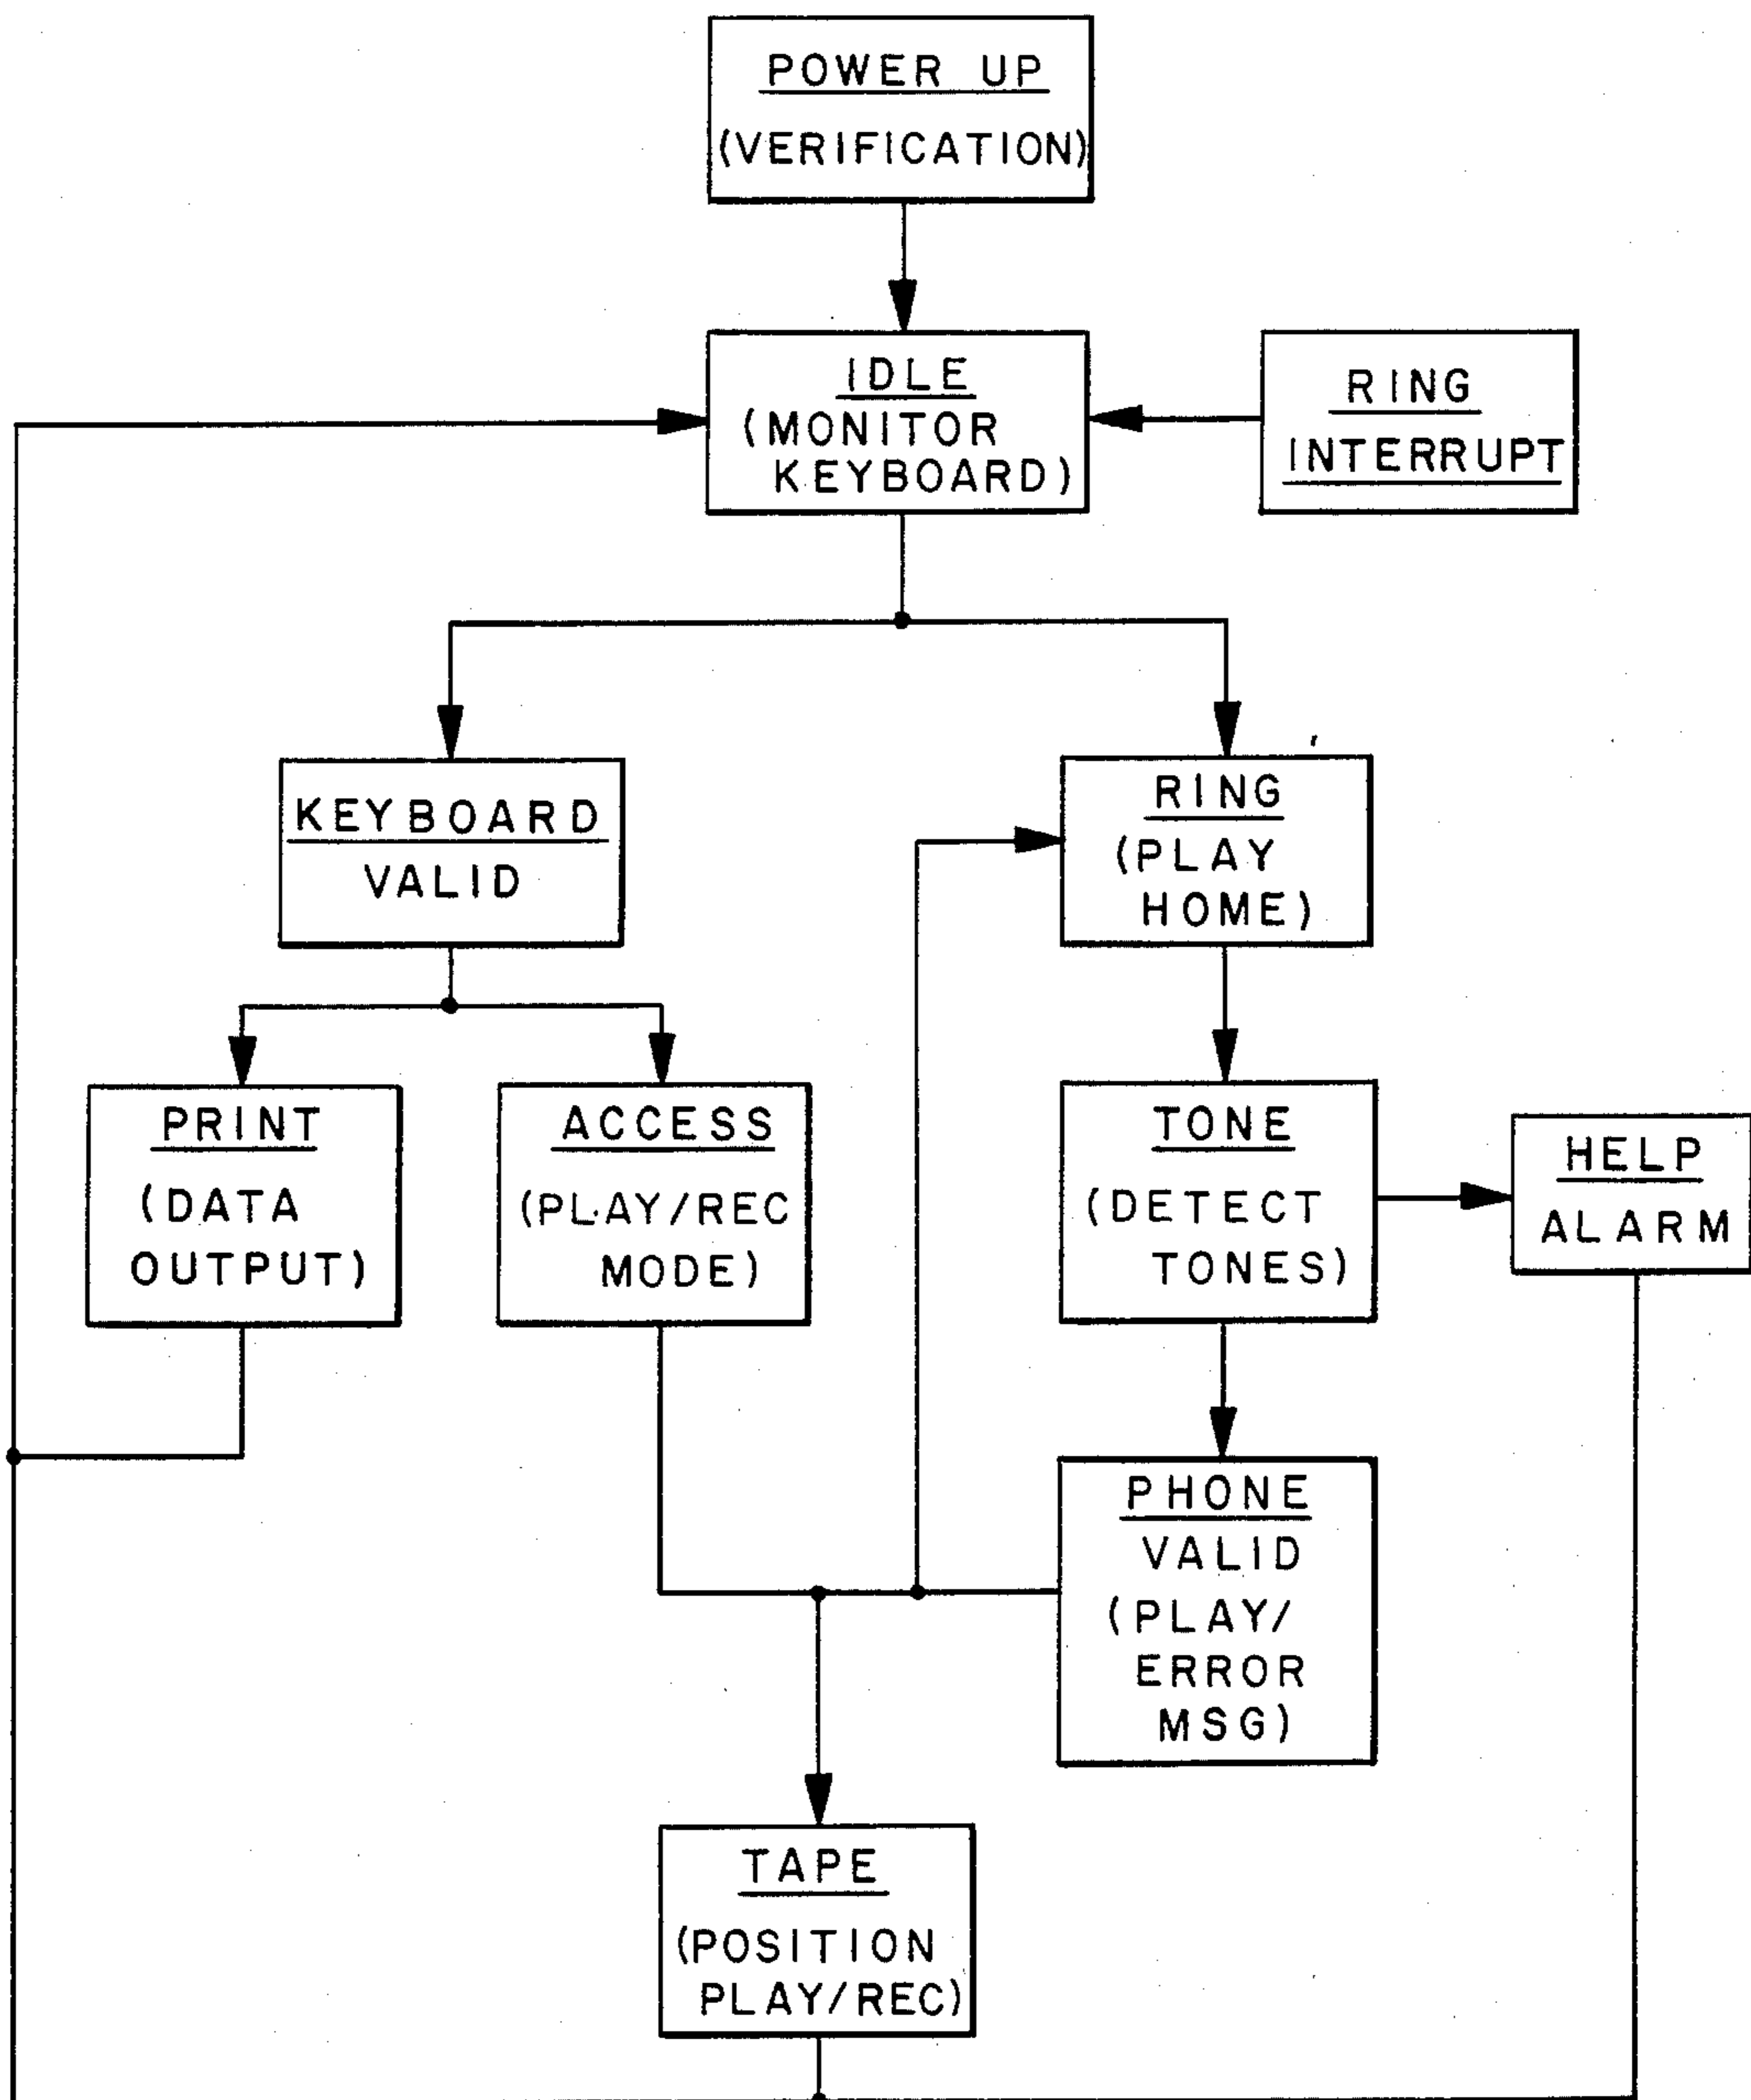 POWER UP
(VERIFICATION)
IDLE
(MONITOR
KEYBOARD)
RING
INTERRUPT
KEYBOARD
VALID
RING
(PLAY
HOME)
PRINT
(DATA
OUTPUT)
ACCESS
(PLAY/REC
MODE)
TONE
(DETECT
TONES)
HELP
ALARM
PHONE
VALID
(PLAY/
ERROR
MSG)
TAPE
(POSITION
PLAY/REC)